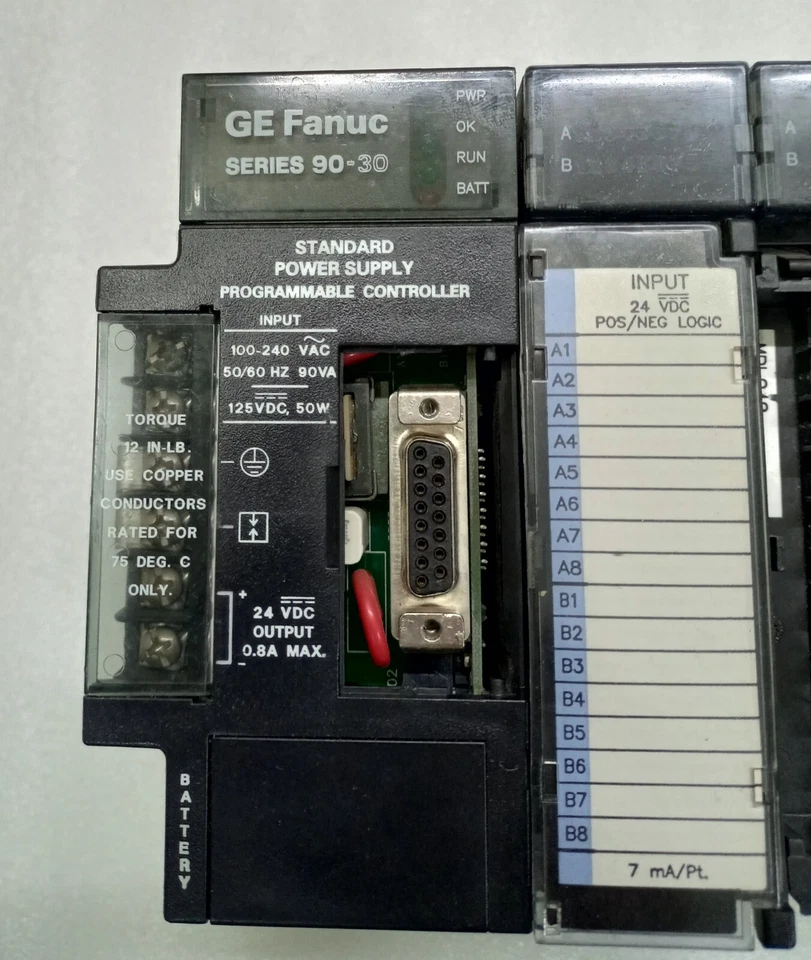 GE Fanuc
SERIES 90-30
PWR
OK
RUN
BATT
A
B
A
B
STANDARD
POWER SUPPLY
PROGRAMMABLE CONTROLLER
INPUT
100-240 VAC
50/60 HZ 90VA
125VDC, 50W
TORQUE
12 IN-LB.
USE COPPER
CONDUCTORS
RATED FOR
75 DEG. C
ONLY.
+
24 VDC
OUTPUT
0.8A MAX.
-
BATTERY
INPUT
24 VDC
POS/NEG LOGIC
A1
A2
A3
A4
A5
A6
A7
A8
B1
B2
B3
B4
B5
B6
B7
B8
7 mA/Pt.